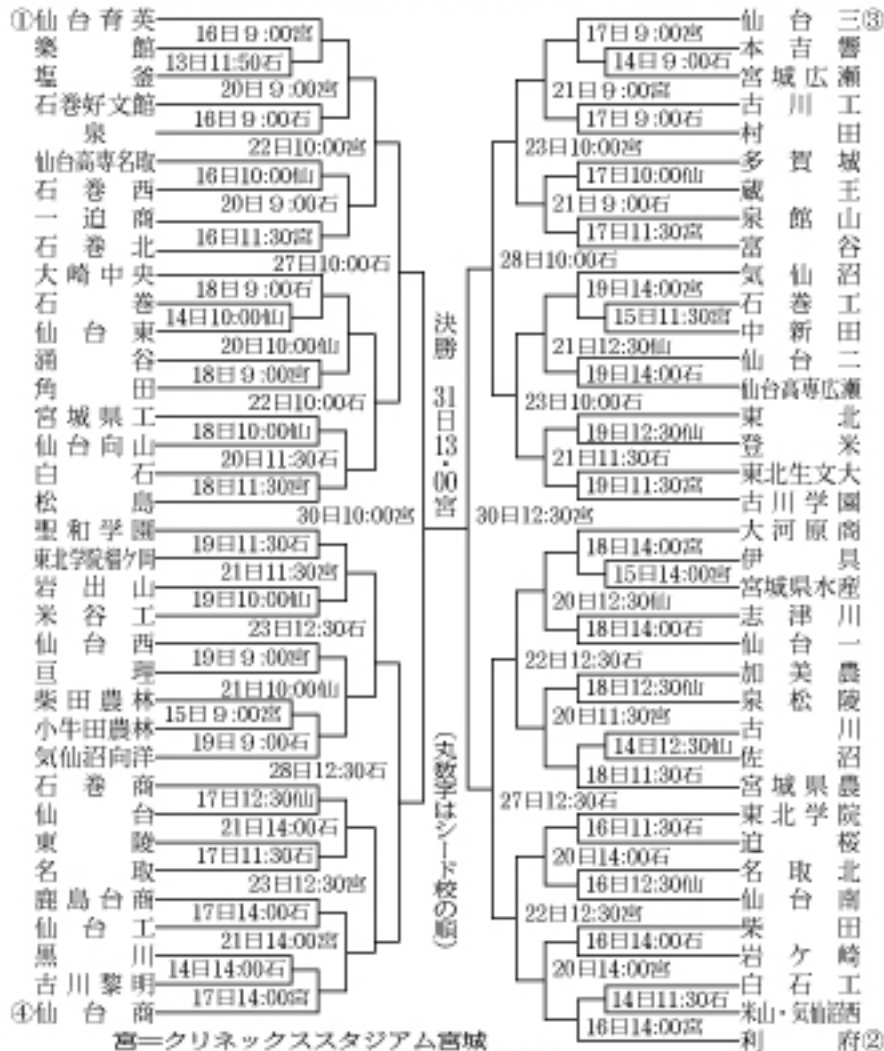 ①仙台育英
16日9:00宮
築館
13日11:50石
塩釜
20日9:00宮
石巻好文館
16日9:00石
泉
22日10:00宮
仙台高専名取
16日10:00仙
石巻西
20日9:00石
一迫商
16日11:30宮
石巻北
27日10:00石
大崎中央
18日9:00石
石巻
14日10:00仙
仙台東
20日10:00仙
涌谷
18日9:00宮
角田
22日10:00石
宮城県工
18日10:00仙
仙台向山
20日11:30石
白石
18日11:30宮
松島
30日10:00宮
聖和学園
19日11:30石
東北学院榴ケ岡
21日11:30宮
岩出山
19日10:00仙
米谷工
23日12:30石
仙台西
19日9:00宮
亘理
21日10:00仙
柴田農林
15日9:00宮
小牛田農林
19日9:00石
気仙沼向洋
28日12:30石
石巻商
17日12:30仙
仙台
21日14:00石
東陵
17日11:30石
名取
23日12:30宮
鹿島台商
17日14:00石
仙台工
21日14:00宮
黒川
14日14:00石
古川黎明
17日14:00宮
④仙台商
決勝 31日13・00宮
(丸数字はシード校の順)
仙台三③
17日9:00宮
本吉響
14日9:00石
宮城広瀬
21日9:00宮
古川工
17日9:00石
村田
23日10:00宮
多賀城
17日10:00仙
蔵王
21日9:00石
泉館山
17日11:30宮
富谷
28日10:00石
気仙沼
19日14:00宮
石巻工
15日11:30宮
中新田
21日12:30仙
仙台二
19日14:00石
仙台高専広瀬
23日10:00石
東北
19日12:30仙
登米
21日11:30石
東北生文大
19日11:30宮
古川学園
30日12:30宮
大河原商
18日14:00宮
伊具
15日14:00宮
宮城県水産
20日12:30仙
志津川
18日14:00石
仙台一
22日12:30石
加美農
18日12:30仙
泉松陵
20日11:30宮
古川
14日12:30仙
佐沼
18日11:30石
宮城県農
27日12:30石
東北学院
16日11:30石
迫桜
20日14:00石
名取北
16日12:30仙
仙台南
22日12:30宮
柴田
16日14:00石
岩ケ崎
20日14:00宮
白石工
14日11:30石
米山・気仙沼西
16日14:00宮
利府②
宮=クリネックススタジアム宮城